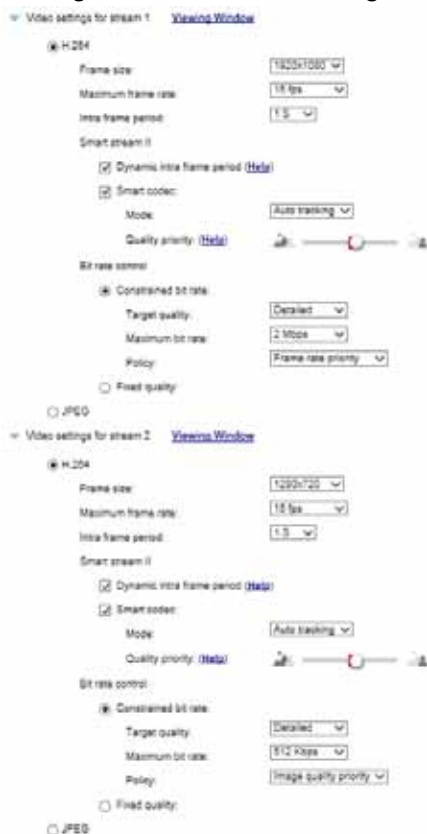 Video settings for stream 1 Viewing Window
H.264
Frame size: 1920x1080
Maximum frame rate: 15 fps
Intra frame period: 1 S
Smart stream II
Dynamic intra frame period (Help)
Smart codec:
Mode: Auto tracking
Quality priority: (Help)
Bit rate control
Constrained bit rate:
Target quality: Detailed
Maximum bit rate: 2 Mbps
Policy: Frame rate priority
Fixed quality:
JPEG
Video settings for stream 2 Viewing Window
H.264
Frame size: 1280x720
Maximum frame rate: 15 fps
Intra frame period: 1 S
Smart stream II
Dynamic intra frame period (Help)
Smart codec:
Mode: Auto tracking
Quality priority: (Help)
Bit rate control
Constrained bit rate:
Target quality: Detailed
Maximum bit rate: 512 Kbps
Policy: Image quality priority
Fixed quality:
JPEG